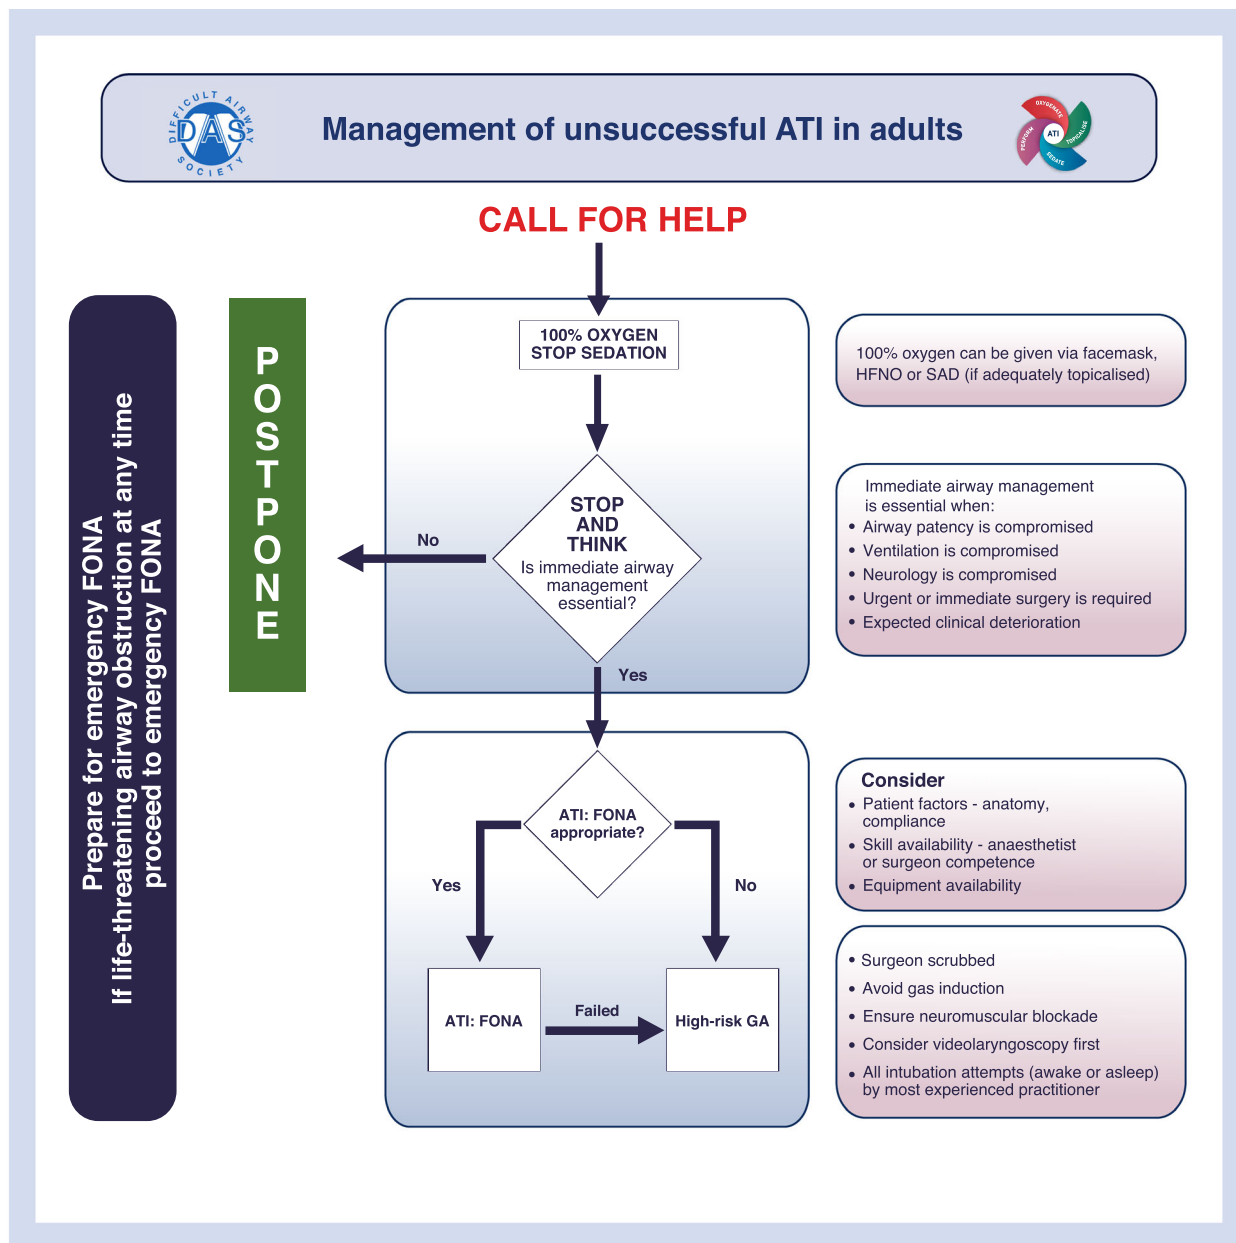 DIFFICULT AIRWAY
DAS
SOCIETY
Management of unsuccessful ATI in adults
OXYGENATE
TOPICALISE
SEDATE
PERFORM
ATI
CALL FOR HELP
Prepare for emergency FONA
If life-threatening airway obstruction at any time
proceed to emergency FONA
POSTPONE
100% OXYGEN
STOP SEDATION
100% oxygen can be given via facemask,
HFNO or SAD (if adequately topicalised)
STOP
AND
THINK
Is immediate airway
management
essential?
No
Yes
Immediate airway management
is essential when:
• Airway patency is compromised
• Ventilation is compromised
• Neurology is compromised
• Urgent or immediate surgery is required
• Expected clinical deterioration
ATI: FONA
appropriate?
Yes
No
Consider
• Patient factors - anatomy,
compliance
• Skill availability - anaesthetist
or surgeon competence
• Equipment availability
ATI: FONA
Failed
High-risk GA
• Surgeon scrubbed
• Avoid gas induction
• Ensure neuromuscular blockade
• Consider videolaryngoscopy first
• All intubation attempts (awake or asleep)
by most experienced practitioner